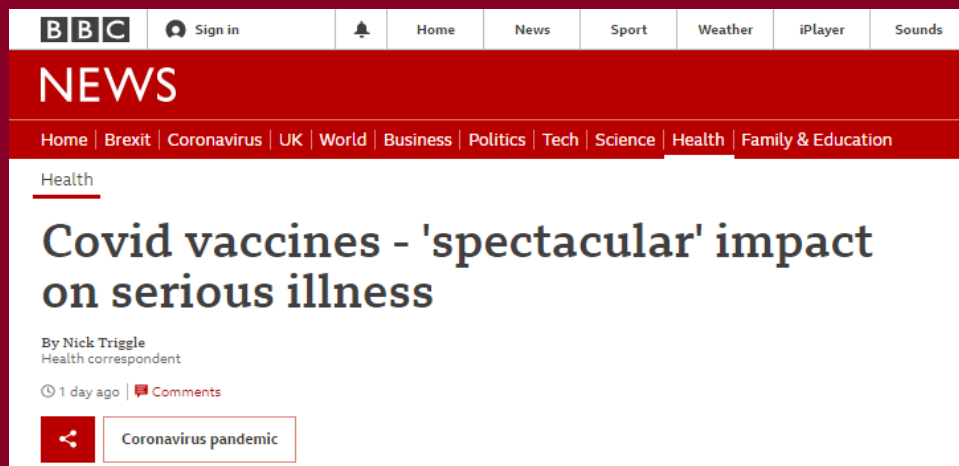 BBC Sign in Home News Sport Weather iPlayer Sounds
NEWS
Home Brexit Coronavirus UK World Business Politics Tech Science Health Family & Education
Health
Covid vaccines - 'spectacular' impact
on serious illness
By Nick Triggle
Health correspondent
1 day ago Comments
Coronavirus pandemic